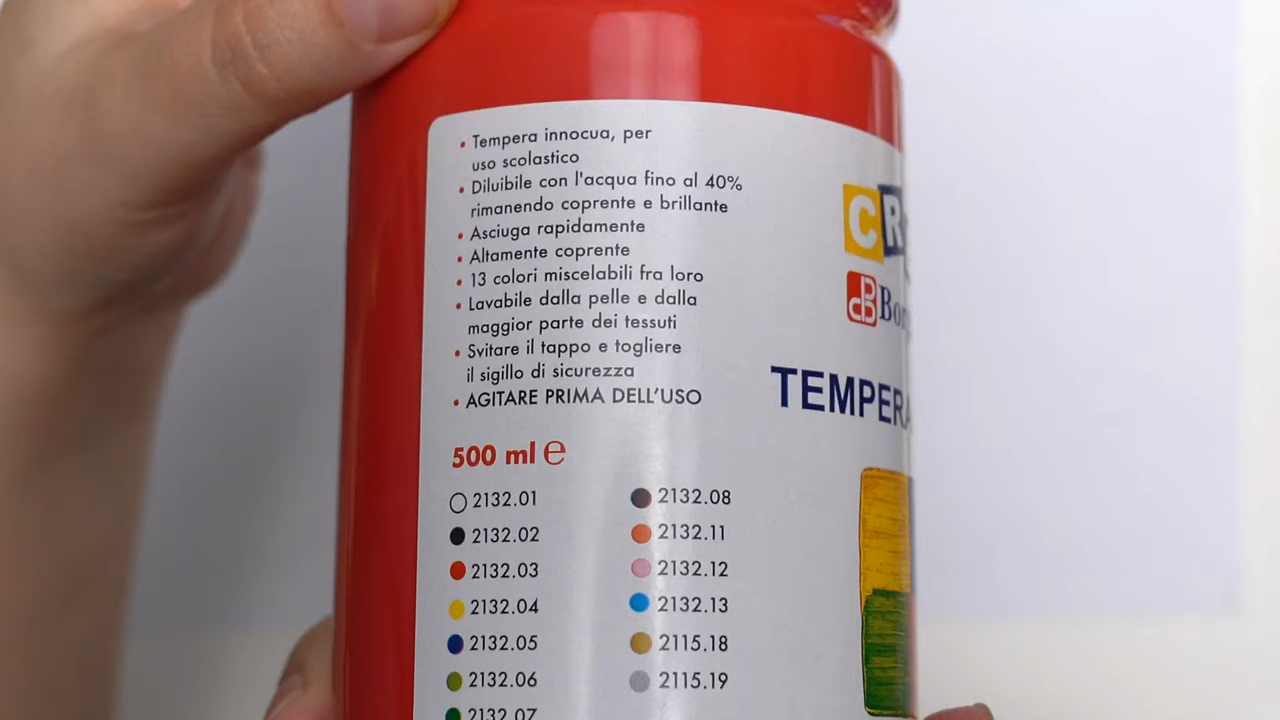 • Tempera innocua, per
uso scolastico
• Diluibile con l'acqua fino al 40%
rimanendo coprente e brillante
• Asciuga rapidamente
• Altamente coprente
• 13 colori miscelabili fra loro
• Lavabile dalla pelle e dalla
maggior parte dei tessuti
• Svitare il tappo e togliere
il sigillo di sicurezza
• AGITARE PRIMA DELL'USO
500 ml ℮
2132.01
2132.02
2132.03
2132.04
2132.05
2132.06
2132.07
2132.08
2132.11
2132.12
2132.13
2115.18
2115.19
TEMPERA